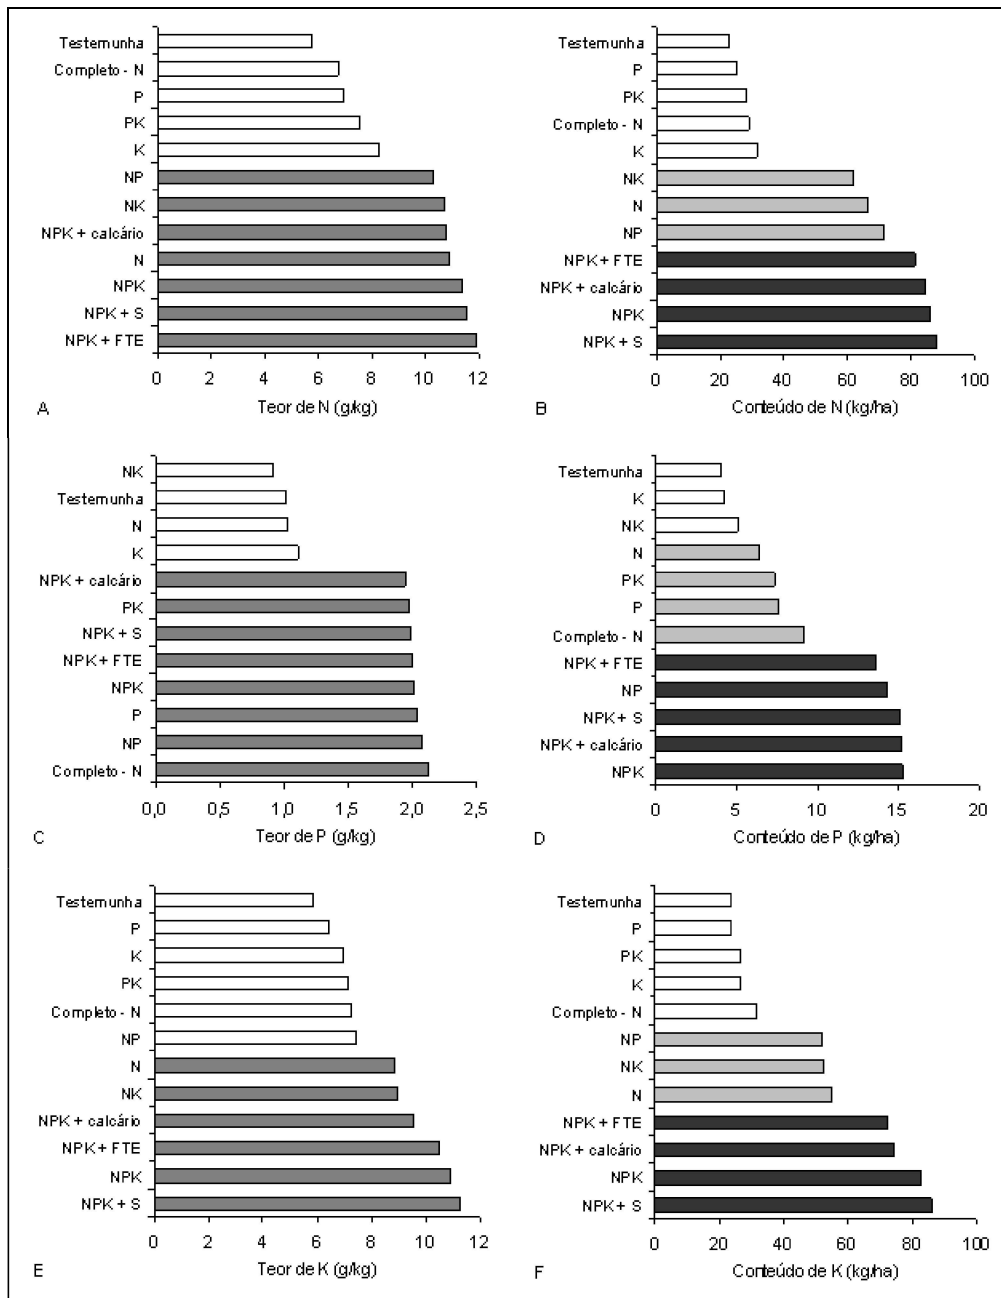 Testemunha
Completo - N
P
PK
K
NP
NK
NPK + calcário
N
NPK
NPK + S
NPK + FTE
0 2 4 6 8 10 12
A Teor de N (g/kg)
Testemunha
P
PK
Completo - N
K
NK
N
NP
NPK + FTE
NPK + calcário
NPK
NPK + S
0 20 40 60 80 100
B Conteúdo de N (kg/ha)
NK
Testemunha
N
K
NPK + calcário
PK
NPK + S
NPK + FTE
NPK
P
NP
Completo - N
0,0 0,5 1,0 1,5 2,0 2,5
C Teor de P (g/kg)
Testemunha
K
NK
N
PK
P
Completo - N
NPK + FTE
NP
NPK + S
NPK + calcário
NPK
0 5 10 15 20
D Conteúdo de P (kg/ha)
Testemunha
P
K
PK
Completo - N
NP
N
NK
NPK + calcário
NPK + FTE
NPK
NPK + S
0 2 4 6 8 10 12
E Teor de K (g/kg)
Testemunha
P
PK
K
Completo - N
NP
NK
N
NPK + FTE
NPK + calcário
NPK
NPK + S
0 20 40 60 80 100
F Conteúdo de K (kg/ha)